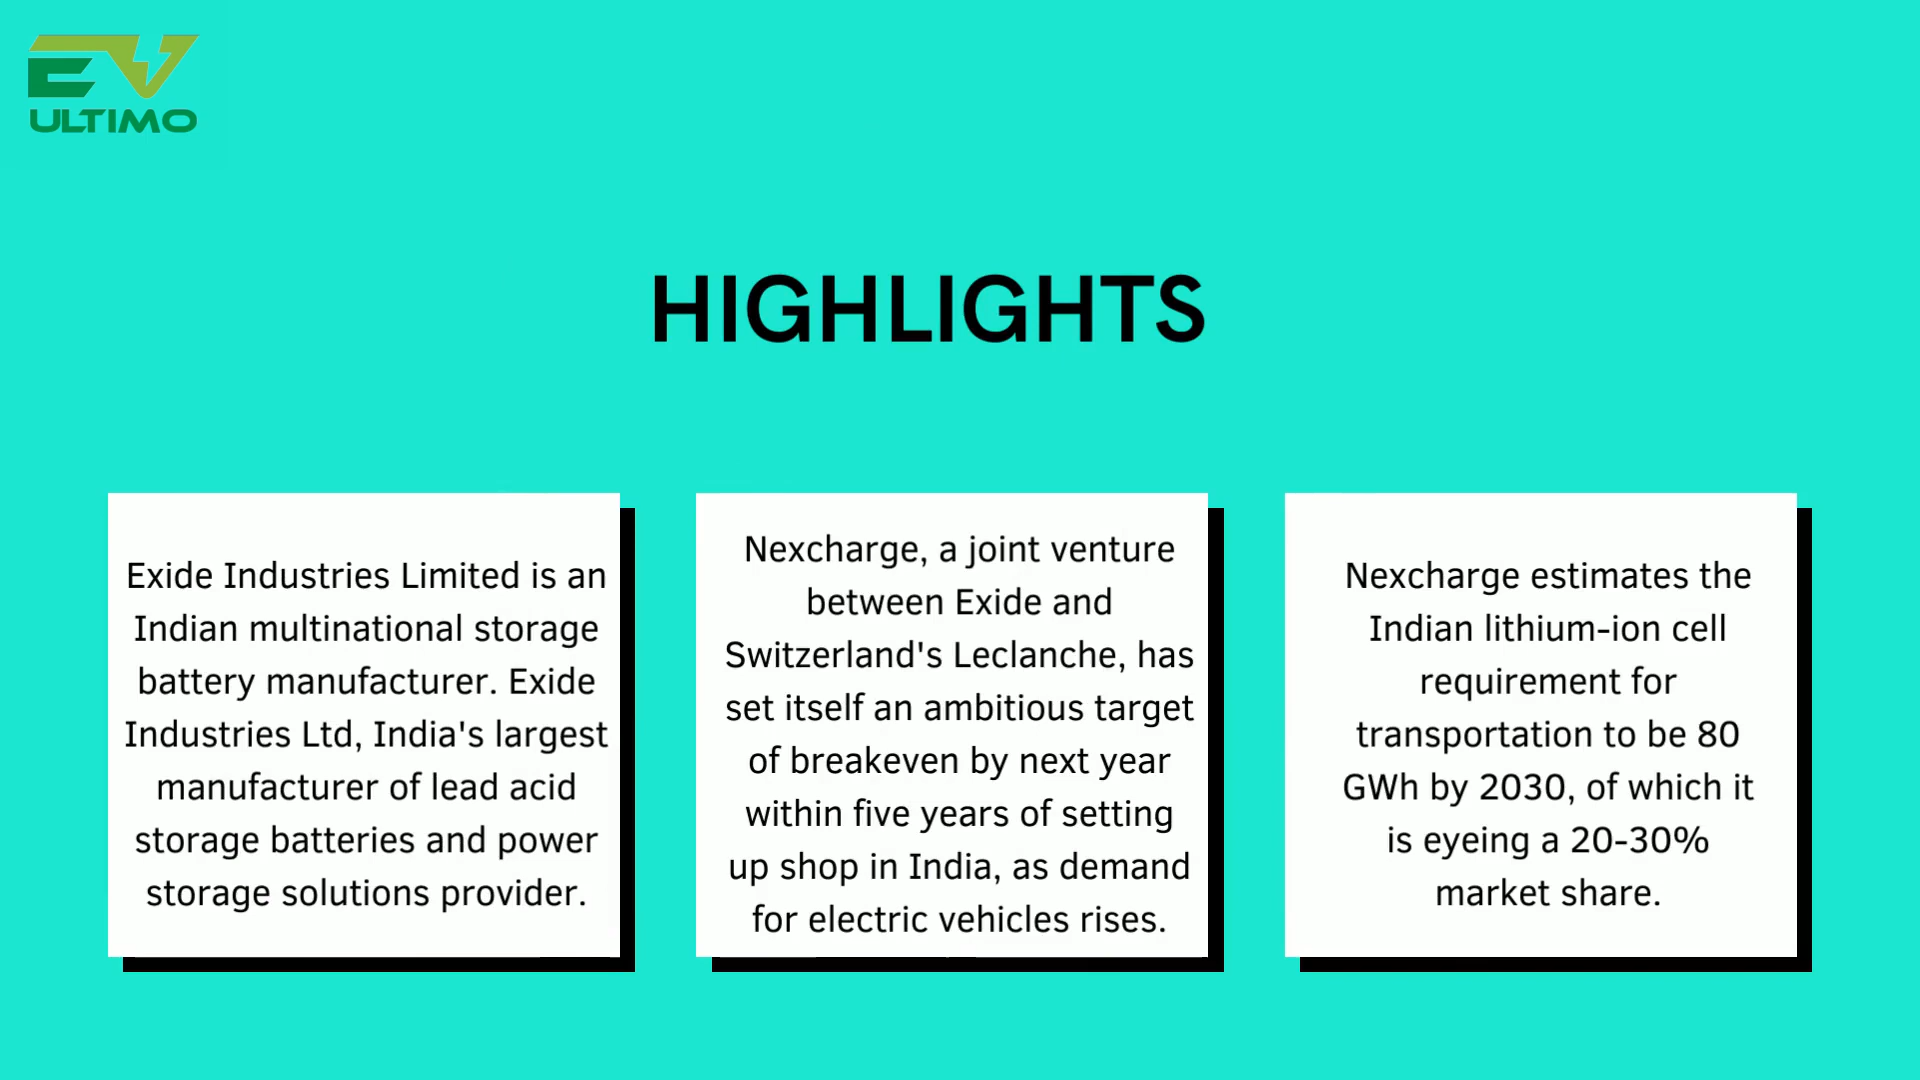 EV
ULTIMO
HIGHLIGHTS
Exide Industries Limited is an
Indian multinational storage
battery manufacturer. Exide
Industries Ltd, India's largest
manufacturer of lead acid
storage batteries and power
storage solutions provider.
Nexcharge, a joint venture
between Exide and
Switzerland's Leclanche, has
set itself an ambitious target
of breakeven by next year
within five years of setting
up shop in India, as demand
for electric vehicles rises.
Nexcharge estimates the
Indian lithium-ion cell
requirement for
transportation to be 80
GWh by 2030, of which it
is eyeing a 20-30%
market share.